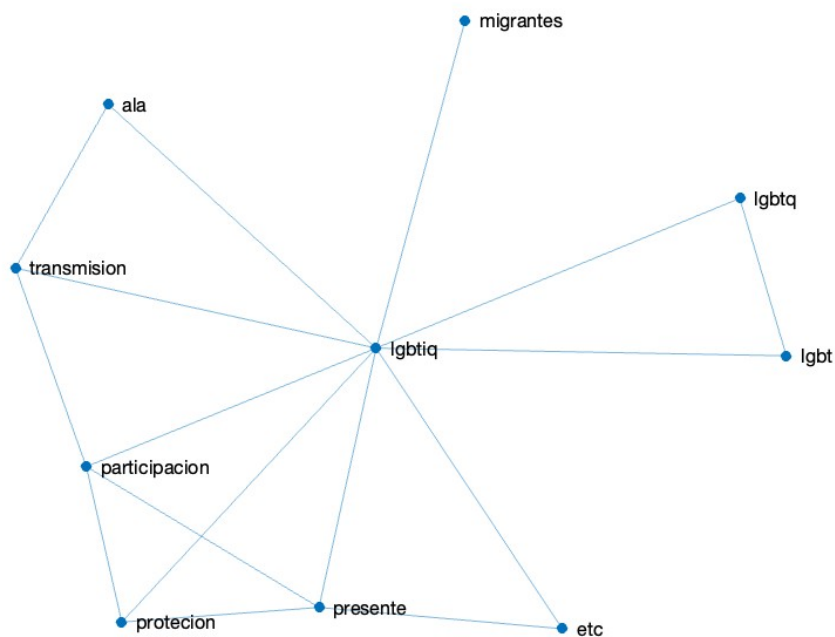 migrantes
ala
lgbtq
transmision
lgbtiq
lgbt
participacion
presente
protecion
etc